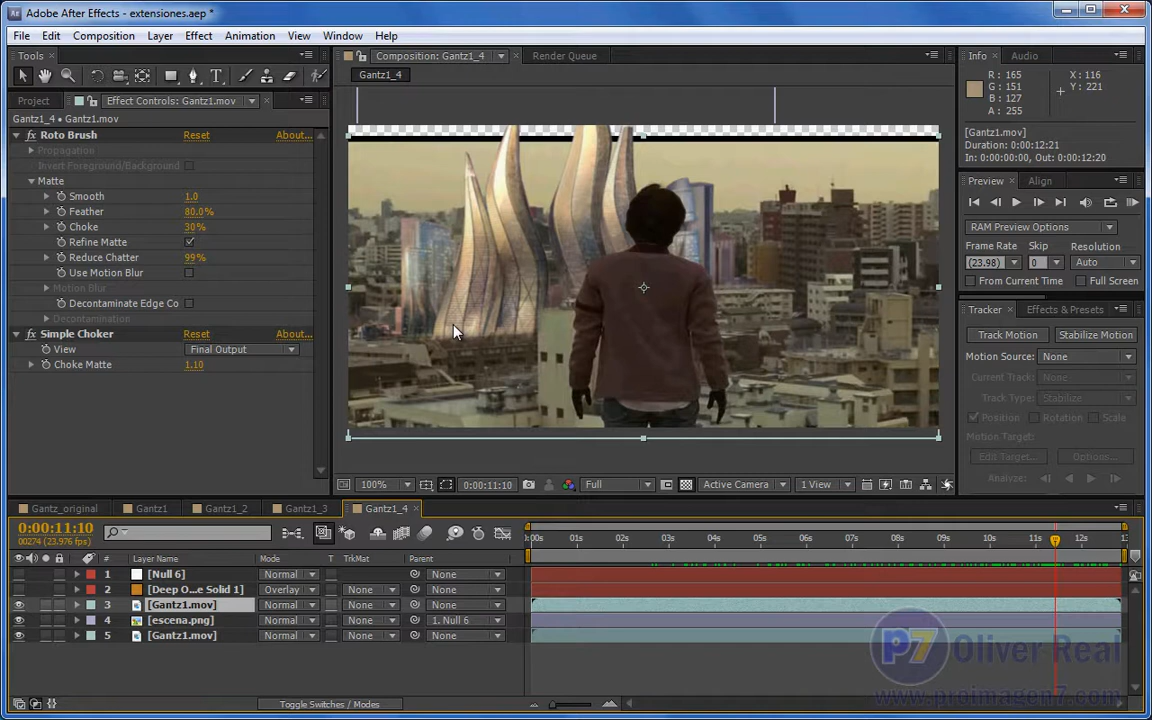 Adobe After Effects - extensiones.aep *
File Edit Composition Layer Effect Animation View Window Help
Tools
Composition: Gantz1_4
Render Queue
Info
Audio
Gantz1_4
R: 165
G: 151
B: 127
A: 255
X: 116
Y: 221
[Gantz1.mov]
Duration: 0:00:12:21
In: 0:00:00:00, Out: 0:00:12:20
Project
Effect Controls: Gantz1.mov
Gantz1_4 • Gantz1.mov
fx Roto Brush Reset About...
Propagation
Invert Foreground/Background
Matte
Smooth 1.0
Feather 80.0%
Choke 30%
Refine Matte
Reduce Chatter 99%
Use Motion Blur
Motion Blur
Decontaminate Edge Co
Decontamination
fx Simple Choker Reset About...
View Final Output
Choke Matte 1.10
Preview
Align
RAM Preview Options
Frame Rate Skip Resolution
(23.98) 0 Auto
From Current Time Full Screen
Tracker
Effects & Presets
Track Motion Stabilize Motion
Motion Source: None
Current Track: None
Track Type: Stabilize
Position Rotation Scale
Motion Target:
Edit Target... Options...
Analyze:
100% 0:00:11:10 Full Active Camera 1 View
Gantz_original Gantz1 Gantz1_2 Gantz1_3 Gantz1_4
0:00:11:10
00274 (23.976 fps)
:00s 01s 02s 03s 04s 05s 06s 07s 08s 09s 10s 11s 12s 13
# Layer Name Mode T TrkMat Parent
1 [Null 6] Normal None
2 [Deep O...e Solid 1] Overlay None None
3 [Gantz1.mov] Normal None None
4 [escena.png] Normal None 1. Null 6
5 [Gantz1.mov] Normal None None
Toggle Switches / Modes
P7 Oliver Real
www.proimagen7.com